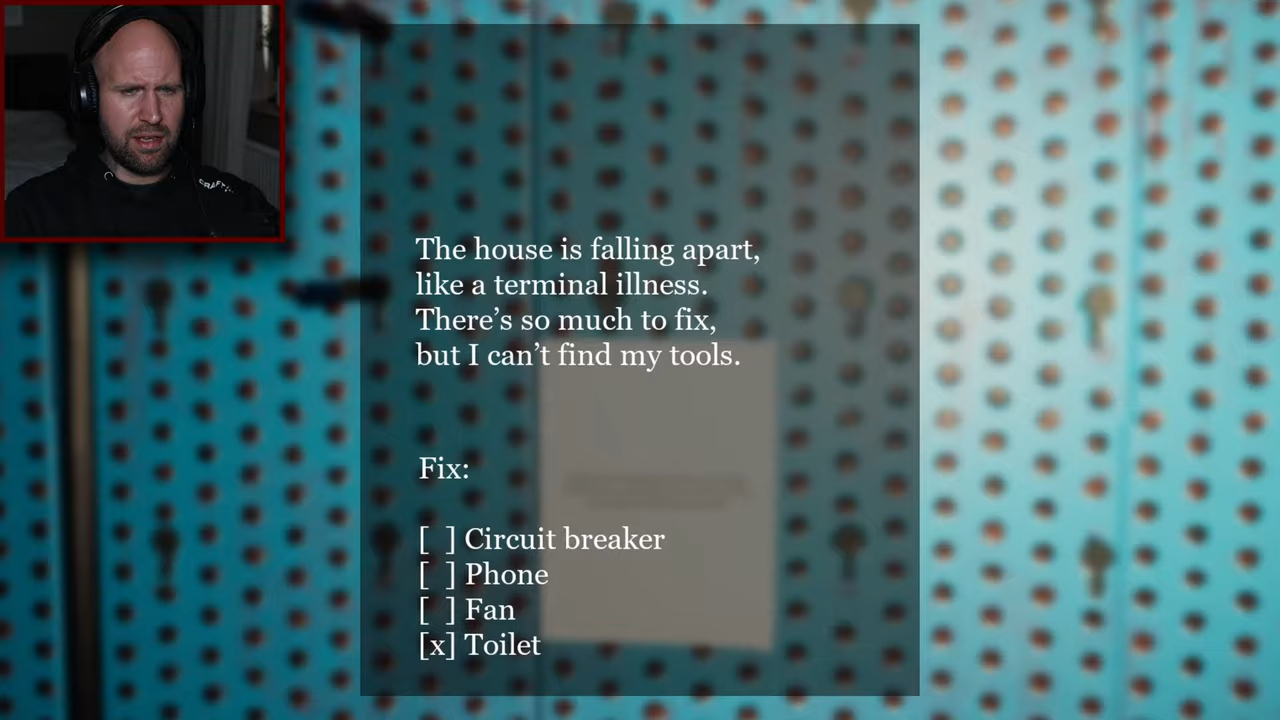 The house is falling apart,
like a terminal illness.
There's so much to fix,
but I can't find my tools.
Fix:
[ ] Circuit breaker
[ ] Phone
[ ] Fan
[x] Toilet